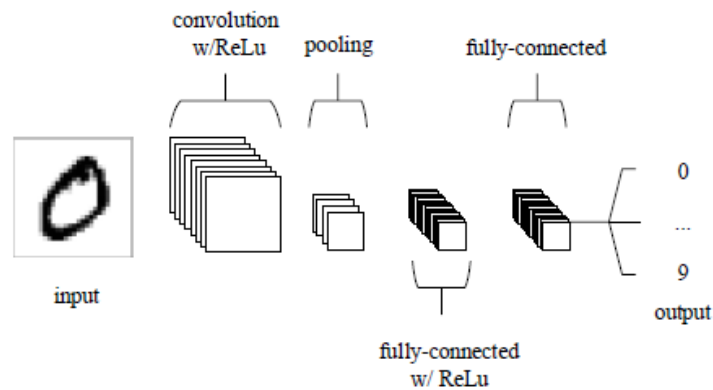 convolution
w/ReLu
pooling
fully-connected
0
...
9
input
output
fully-connected
w/ ReLu